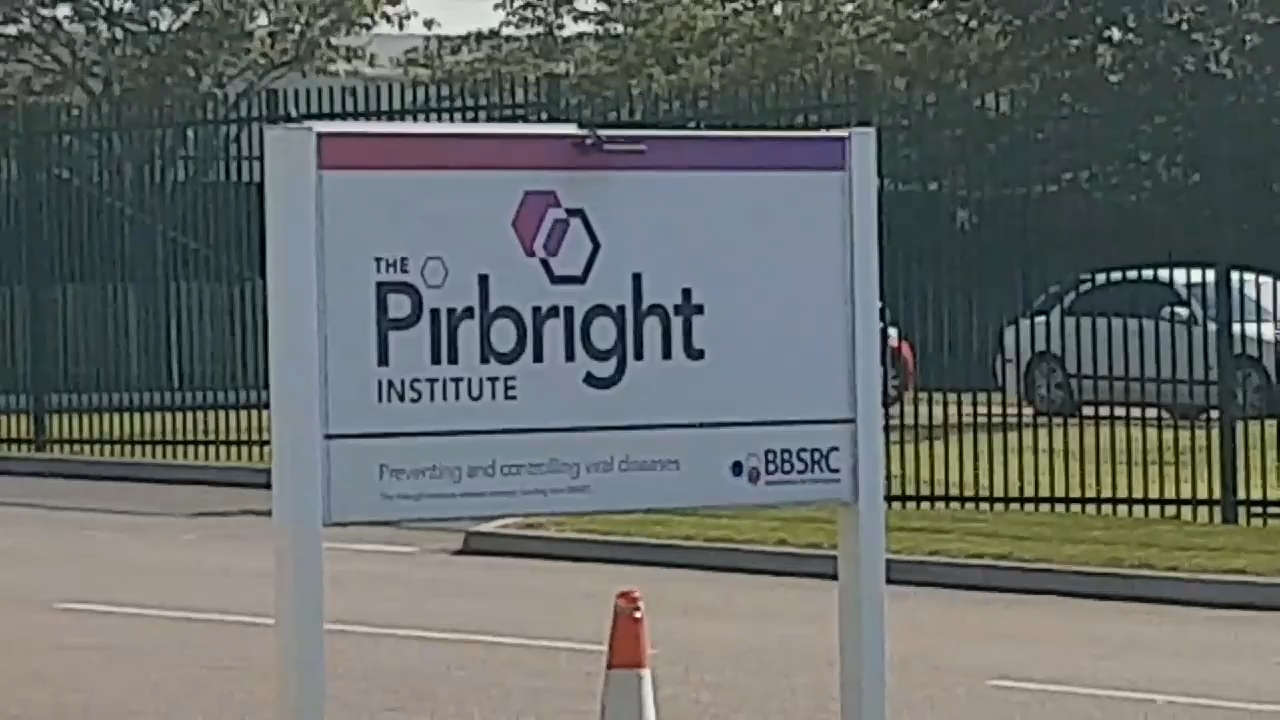 THE
Pirbright
INSTITUTE
Preventing and controlling viral diseases
BBSRC